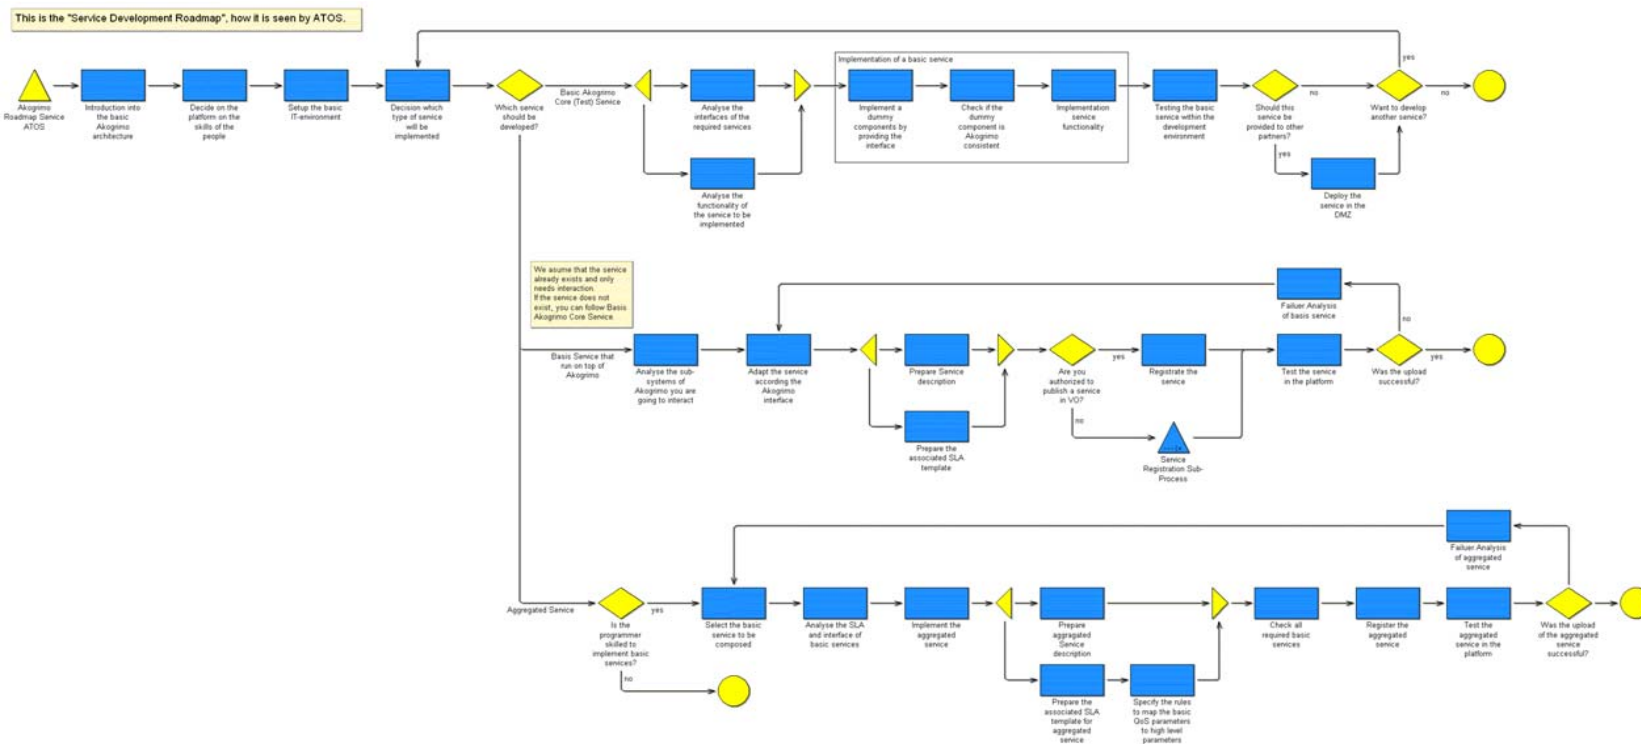 This is the "Service Development Roadmap", how it is seen by ATOS.
yes
Implementation of a basic service
Akogrimo
Roadmap Service
ATOS
Introduction into
the basic
Akogrimo
architecture
Decide on the
platform on the
skills of the
people
Setup the basic
IT-environment
Decision which
type of service
will be
implemented
Which service
should be
developed?
Basic Akogrimo
Core (Test) Service
Analyse the
interfaces of the
required services
Analyse the
functionality of
the service to be
implemented
Implement a
dummy
components by
providing the
interface
Check if the
dummy
component is
Akogrimo
consistent
Implementation
service
functionality
Testing the basic
service within the
development
environment
Should this
service be
provided to other
partners?
no
yes
Deploy the
service in the
DMZ
Want to develop
another service?
no
We asume that the service
already exists and only
needs interaction.
If the service does not
exist, you can follow Basis
Akogrimo Core Service
Basis Service that
run on top of
Akogrimo
Analyse the sub-
systems of
Akogrimo you are
going to interact
Adapt the service
according the
Akogrimo
interface
Prepare Service
description
Prepare the
associated SLA
template
Are you
authorized to
publish a service
in VO?
yes
no
Registrate the
service
Service
Registration Sub-
Process
Test the service
in the platform
Failuer Analysis
of basis service
no
Was the upload
successful?
yes
Aggregated Service
Is the
programmer
skilled to
implement basic
services?
yes
no
Select the basic
service to be
composed
Analyse the SLA
and interface of
basic services
Implement the
aggregated
service
Prepare
aggragated
Service
description
Prepare the
associated SLA
template for
aggregated
service
Specify the rules
to map the basic
QoS parameters
to high level
parameters
Check all
required basic
services
Register the
aggregated
service
Test the
aggregated
service in the
platform
Failuer Analysis
of aggregated
service
Was the upload
of the aggregated
service
successful?